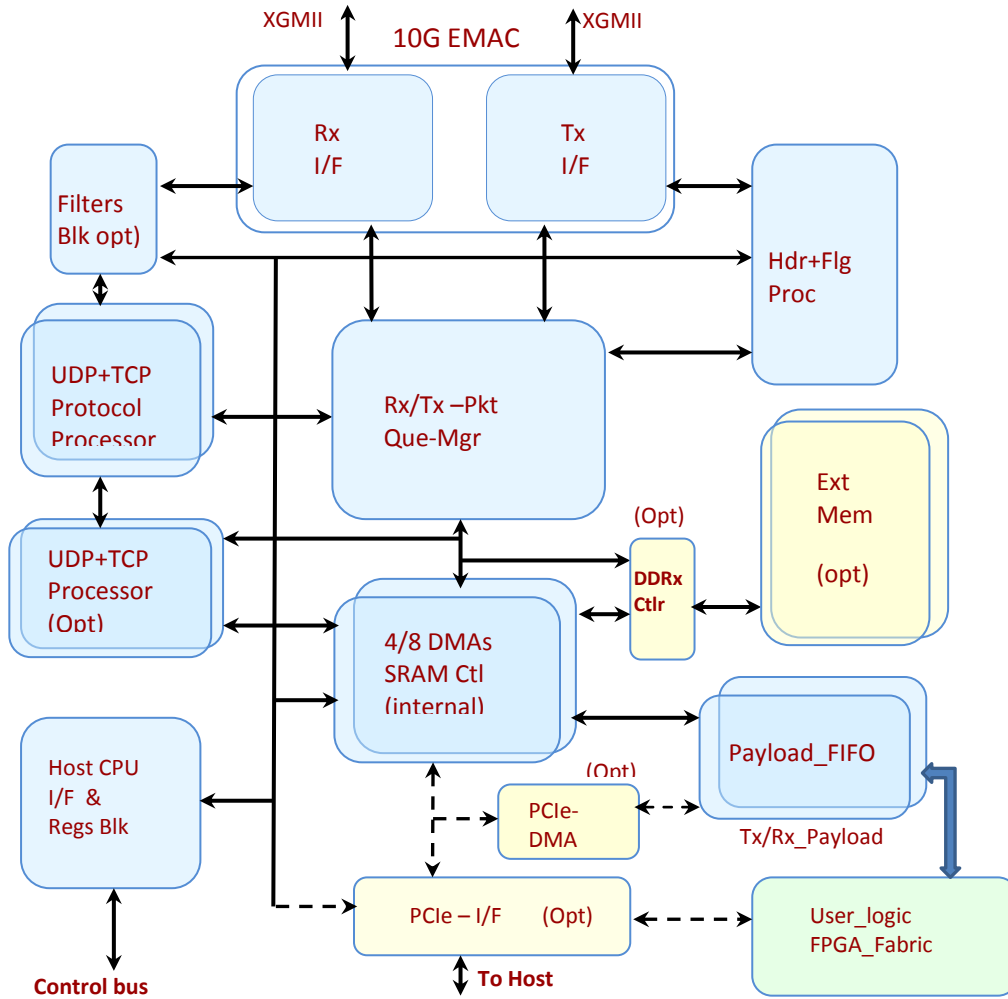 XGMII
XGMII
10G EMAC
Rx
I/F
Tx
I/F
Filters
Blk opt)
Hdr+Flg
Proc
UDP+TCP
Protocol
Processor
Rx/Tx –Pkt
Que-Mgr
Ext
Mem
(opt)
(Opt)
DDRx
Ctlr
UDP+TCP
Processor
(Opt)
4/8 DMAs
SRAM Ctl
(internal)
Payload_FIFO
Tx/Rx_Payload
Host CPU
I/F &
Regs Blk
(Opt)
PCIe-
DMA
PCIe – I/F (Opt)
User_logic
FPGA_Fabric
Control bus
To Host